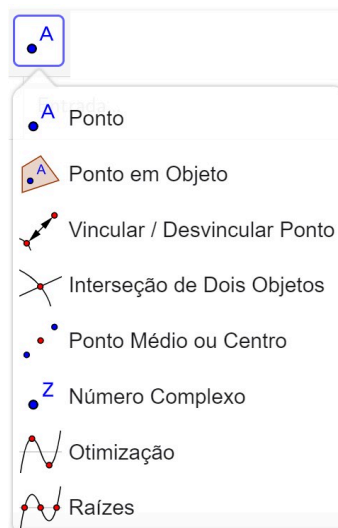 A
Entrada...
A Ponto
A Ponto em Objeto
Vincular / Desvincular Ponto
Interseção de Dois Objetos
Ponto Médio ou Centro
Z Número Complexo
Otimização
Raízes